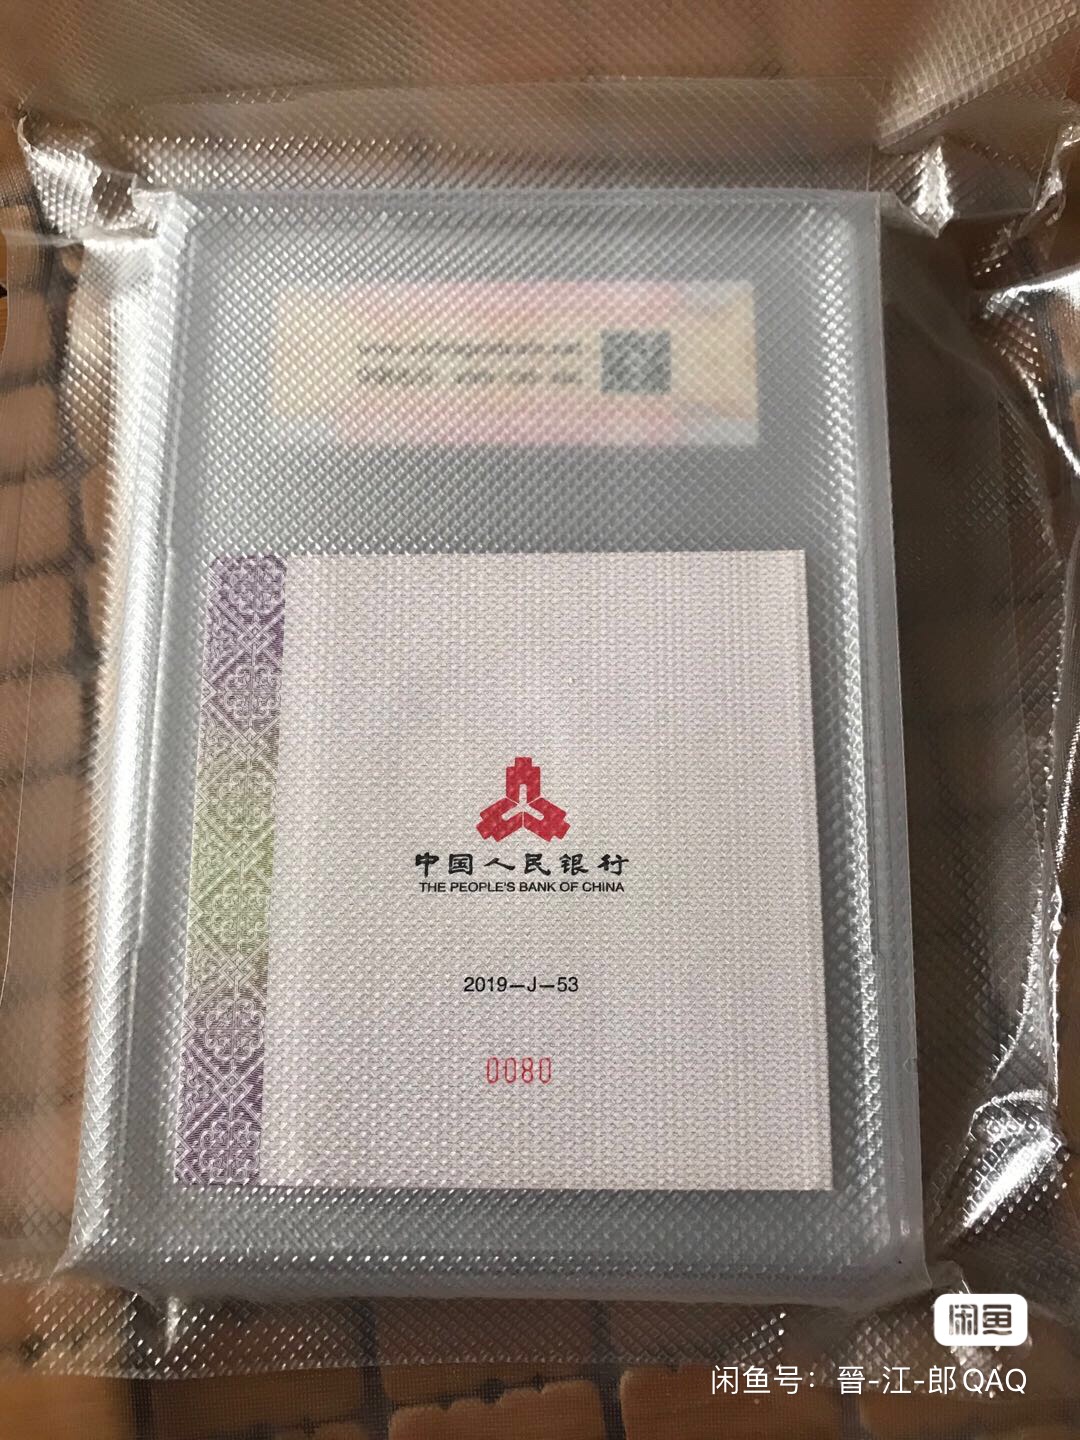 中国人民银行
THE PEOPLE'S BANK OF CHINA
2019—J—53
0080
闲鱼
闲鱼号：晉-江-郎QAQ